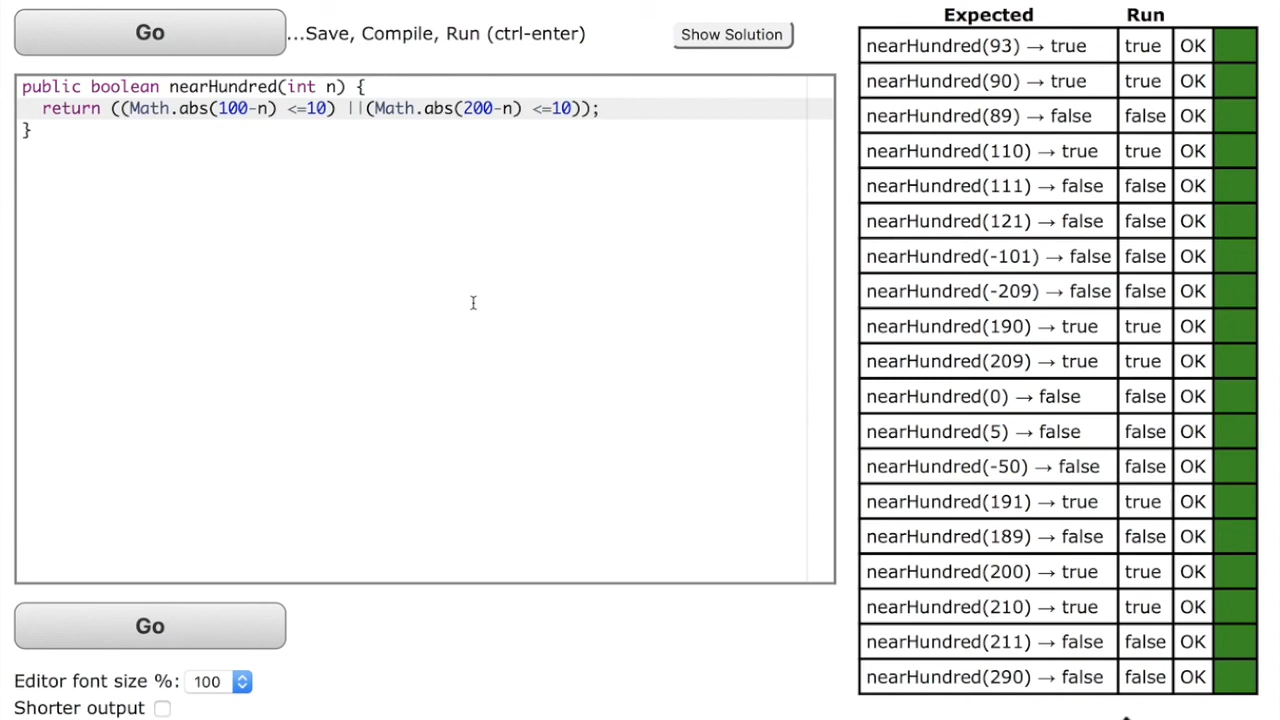 Go
...Save, Compile, Run (ctrl-enter)
Show Solution
public boolean nearHundred(int n) {
  return ((Math.abs(100-n) <=10) ||(Math.abs(200-n) <=10));
}
Go
Editor font size %: 100
Shorter output
Expected Run
nearHundred(93) → true true OK
nearHundred(90) → true true OK
nearHundred(89) → false false OK
nearHundred(110) → true true OK
nearHundred(111) → false false OK
nearHundred(121) → false false OK
nearHundred(-101) → false false OK
nearHundred(-209) → false false OK
nearHundred(190) → true true OK
nearHundred(209) → true true OK
nearHundred(0) → false false OK
nearHundred(5) → false false OK
nearHundred(-50) → false false OK
nearHundred(191) → true true OK
nearHundred(189) → false false OK
nearHundred(200) → true true OK
nearHundred(210) → true true OK
nearHundred(211) → false false OK
nearHundred(290) → false false OK